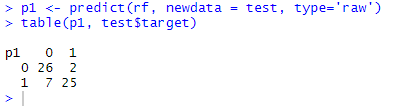 > p1 <- predict(rf, newdata = test, type='raw')
> table(p1, test$target)
p1   0  1
  0 26  2
  1  7 25
>